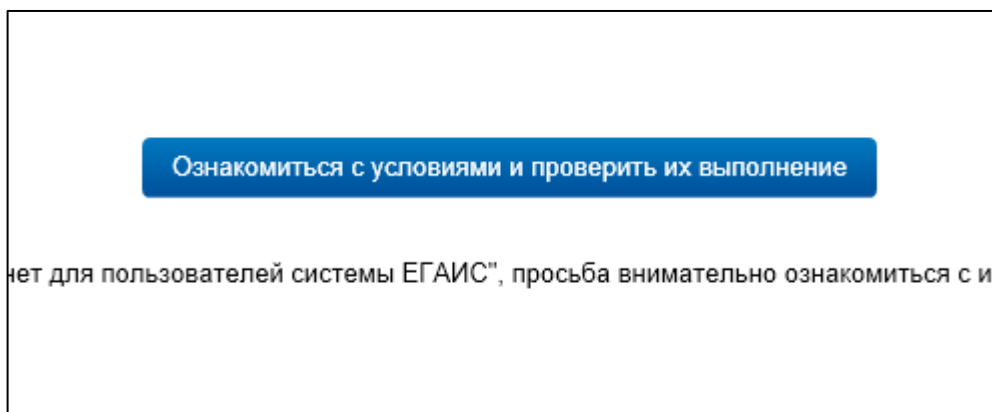 Ознакомиться с условиями и проверить их выполнение
нет для пользователей системы ЕГАИС", просьба внимательно ознакомиться с и